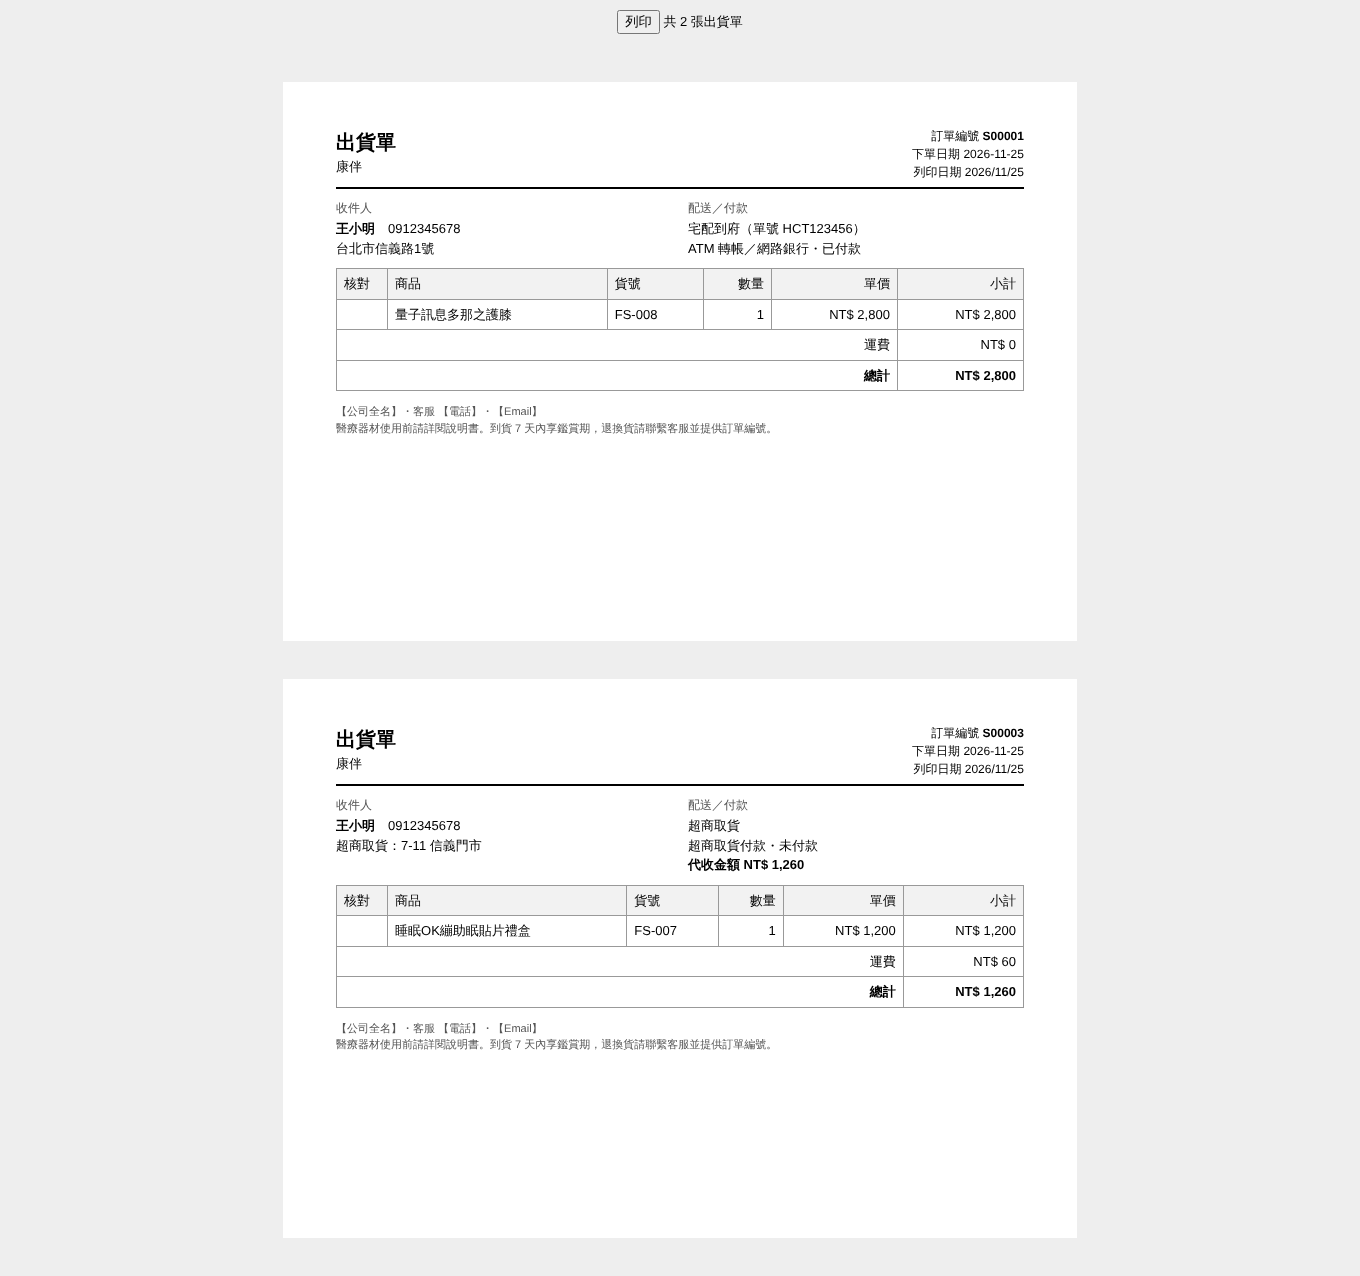 列印 共 2 張出貨單
出貨單
康伴
訂單編號 S00001
下單日期 2026-11-25
列印日期 2026/11/25
收件人
王小明 0912345678
台北市信義路1號
配送／付款
宅配到府（單號 HCT123456）
ATM 轉帳／網路銀行・已付款
核對 商品 貨號 數量 單價 小計
量子訊息多那之護膝 FS-008 1 NT$ 2,800 NT$ 2,800
運費 NT$ 0
總計 NT$ 2,800
【公司全名】・客服 【電話】・【Email】
醫療器材使用前請詳閱說明書。到貨 7 天內享鑑賞期，退換貨請聯繫客服並提供訂單編號。
出貨單
康伴
訂單編號 S00003
下單日期 2026-11-25
列印日期 2026/11/25
收件人
王小明 0912345678
超商取貨：7-11 信義門市
配送／付款
超商取貨
超商取貨付款・未付款
代收金額 NT$ 1,260
核對 商品 貨號 數量 單價 小計
睡眠OK繃助眠貼片禮盒 FS-007 1 NT$ 1,200 NT$ 1,200
運費 NT$ 60
總計 NT$ 1,260
【公司全名】・客服 【電話】・【Email】
醫療器材使用前請詳閱說明書。到貨 7 天內享鑑賞期，退換貨請聯繫客服並提供訂單編號。